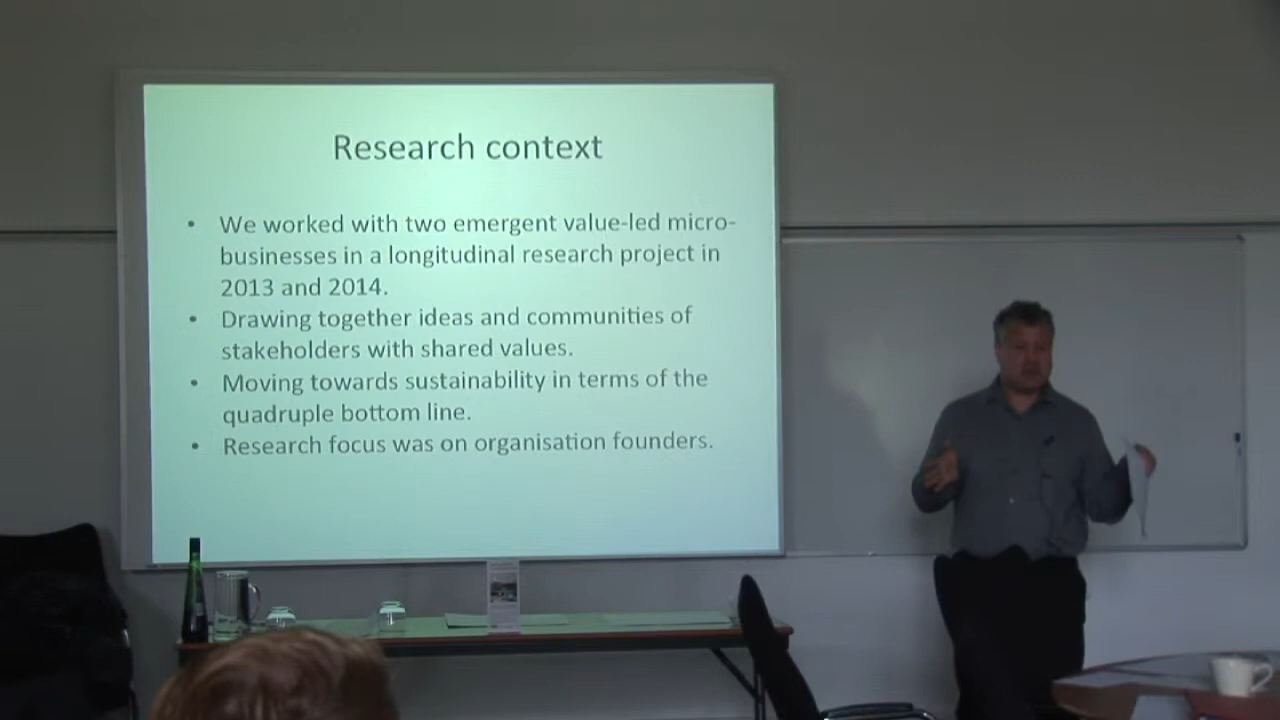 Research context
• We worked with two emergent value-led micro-
businesses in a longitudinal research project in
2013 and 2014.
• Drawing together ideas and communities of
stakeholders with shared values.
• Moving towards sustainability in terms of the
quadruple bottom line.
• Research focus was on organisation founders.